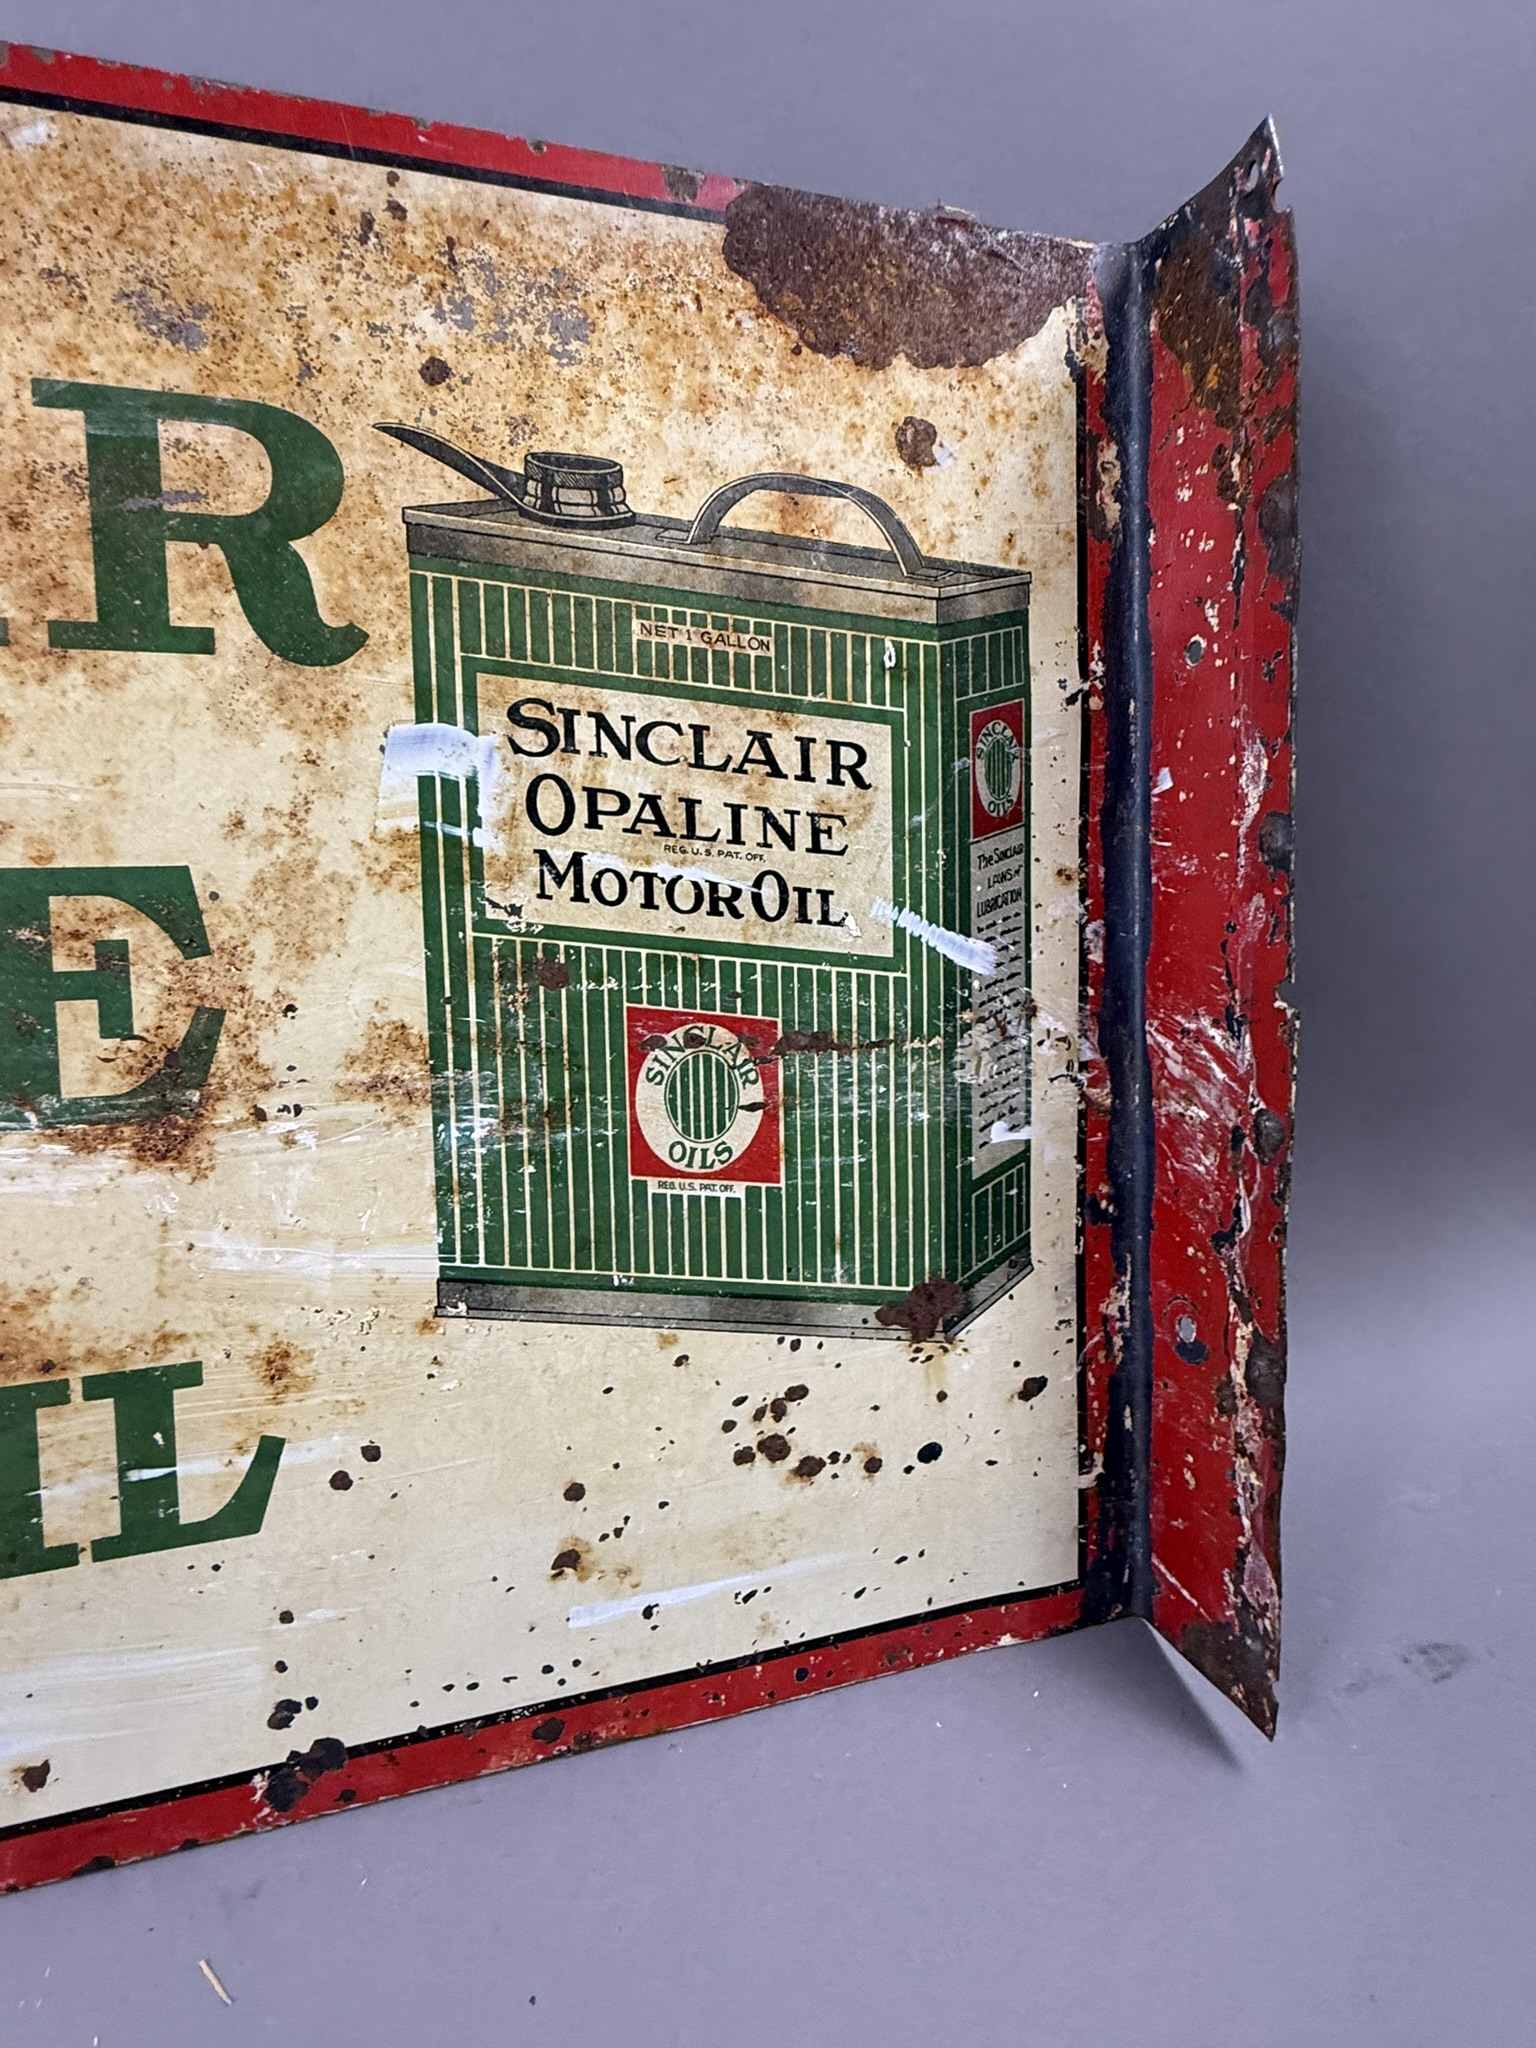 R
NET 1 GALLON
SINCLAIR
OPALINE
REG. U.S. PAT. OFF.
MOTOR OIL
SINCLAIR
OILS
The SINCLAIR
LAWS of
LUBRICATION
E
SINCLAIR
OILS
REG. U.S. PAT. OFF.
IL